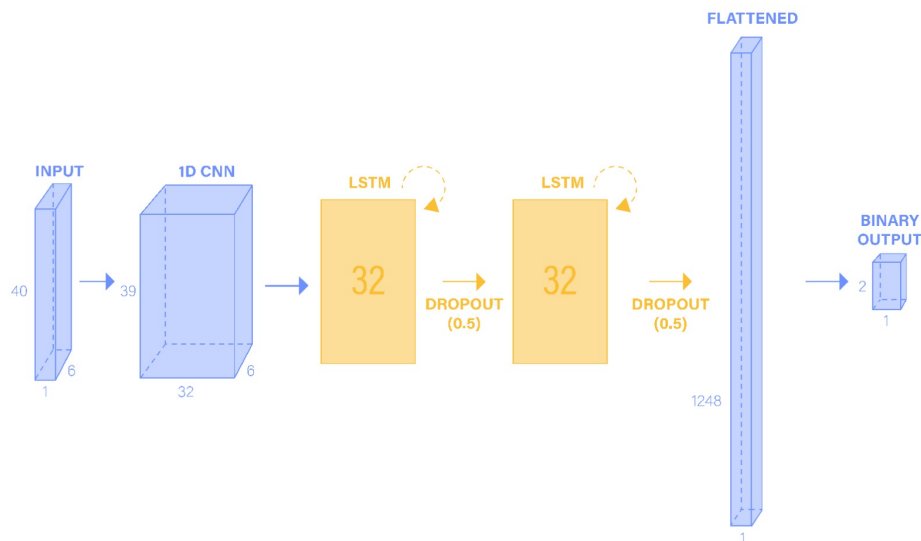 INPUT
40
1
6
1D CNN
39
32
6
LSTM
32
DROPOUT
(0.5)
LSTM
32
DROPOUT
(0.5)
FLATTENED
1248
1
BINARY
OUTPUT
2
1